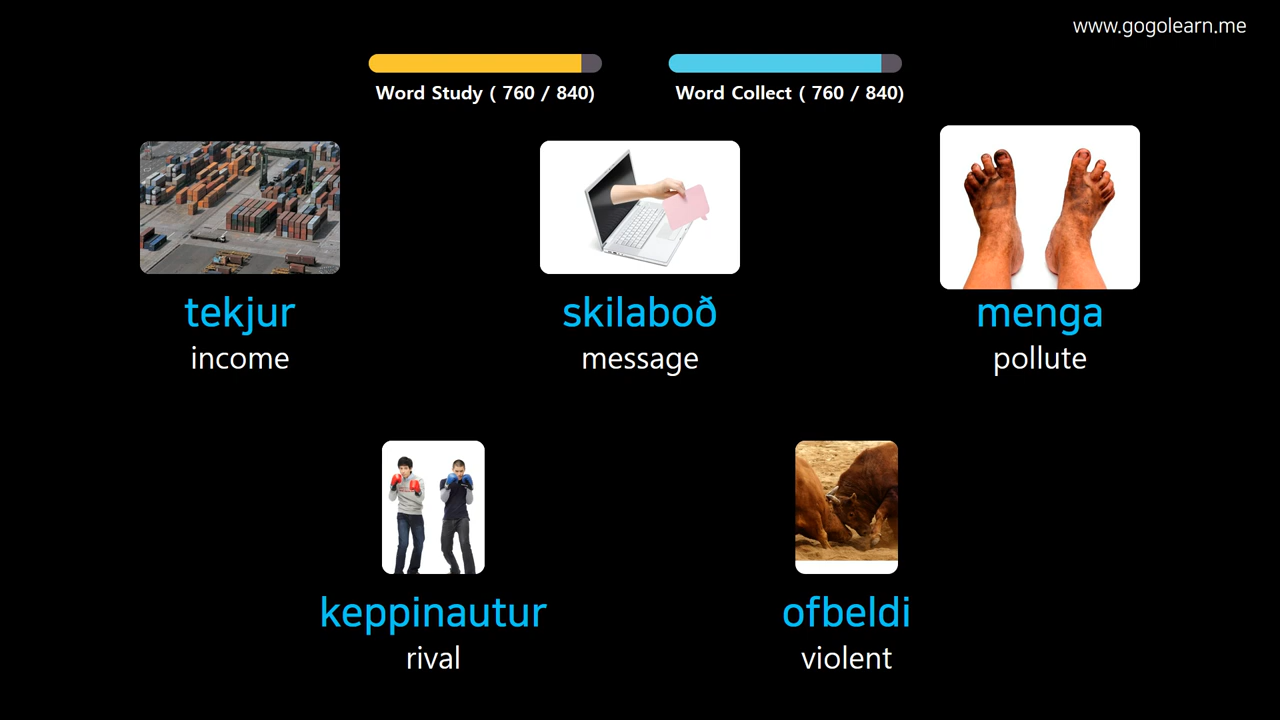 www.gogolearn.me
Word Study ( 760 / 840)
Word Collect ( 760 / 840)
tekjur
income
skilaboð
message
menga
pollute
keppinautur
rival
ofbeldi
violent